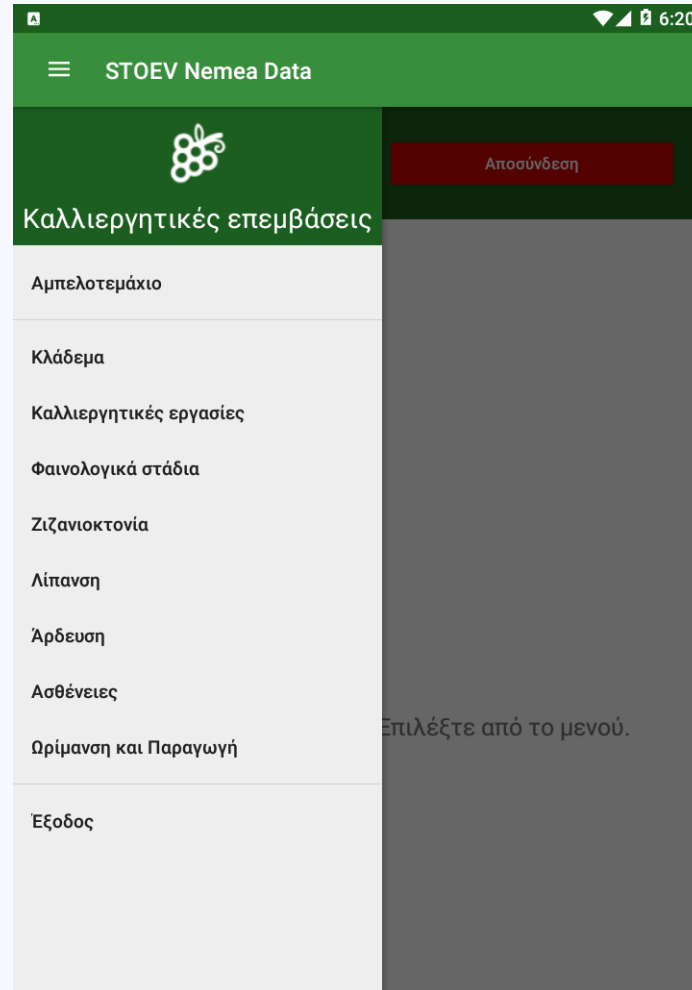 6:20
STOEV Nemea Data
Αποσύνδεση
Καλλιεργητικές επεμβάσεις
Αμπελοτεμάχιο
Κλάδεμα
Καλλιεργητικές εργασίες
Φαινολογικά στάδια
Ζιζανιοκτονία
Λίπανση
Άρδευση
Ασθένειες
Επιλέξτε από το μενού.
Ωρίμανση και Παραγωγή
Έξοδος